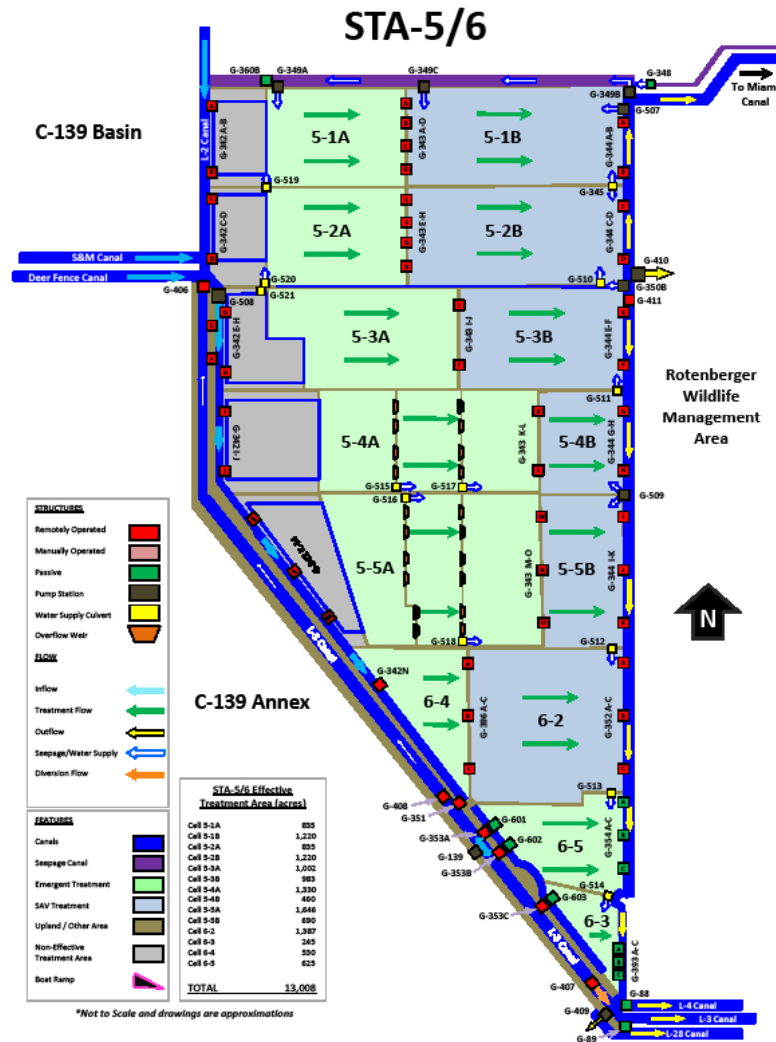 STA-5/6
G-360B
G-349A
G-349C
G-348
G-349B
To Miami
Canal
G-507
C-139 Basin
L-2 Canal
G-342 A-B
5-1A
G-343 A-D
5-1B
G-344 A-B
G-519
G-345
G-342 C-D
5-2A
G-343 E-H
5-2B
G-344 C-D
S&M Canal
Deer Fence Canal
G-410
G-520
G-510
G-350B
G-406
G-521
G-508
G-411
G-342 E-H
5-3A
G-343 I-J
5-3B
G-344 E-F
Rotenberger
Wildlife
Management
Area
G-511
G-342 I-J
5-4A
G-343 K-L
5-4B
G-344 G-H
G-515
G-517
G-516
G-509
5-5A
G-343 M-O
5-5B
G-344 I-K
N
L-3 Canal
G-518
G-512
G-342N
C-139 Annex
6-4
G-396 A-C
6-2
G-352 A-C
G-513
G-408
G-351
G-601
G-353A
G-602
G-139
G-353B
6-5
G-354 A-C
G-514
G-603
G-353C
6-3
L-3 Canal
G-393 A-C
G-407
G-88
L-4 Canal
G-409
L-3 Canal
G-89
L-28 Canal
STRUCTURES
Remotely Operated
Manually Operated
Passive
Pump Station
Water Supply Culvert
Overflow Weir
FLOW
Inflow
Treatment Flow
Outflow
Seepage/Water Supply
Diversion Flow
FEATURES
Canals
Seepage Canal
Emergent Treatment
SAV Treatment
Upland / Other Area
Non-Effective
Treatment Area
Boat Ramp
STA-5/6 Effective
Treatment Area (acres)
Cell 5-1A 835
Cell 5-1B 1,220
Cell 5-2A 835
Cell 5-2B 1,220
Cell 5-3A 1,002
Cell 5-3B 983
Cell 5-4A 1,330
Cell 5-4B 460
Cell 5-5A 1,646
Cell 5-5B 690
Cell 6-2 1,387
Cell 6-3 245
Cell 6-4 530
Cell 6-5 625
TOTAL 13,008
*Not to Scale and drawings are approximations